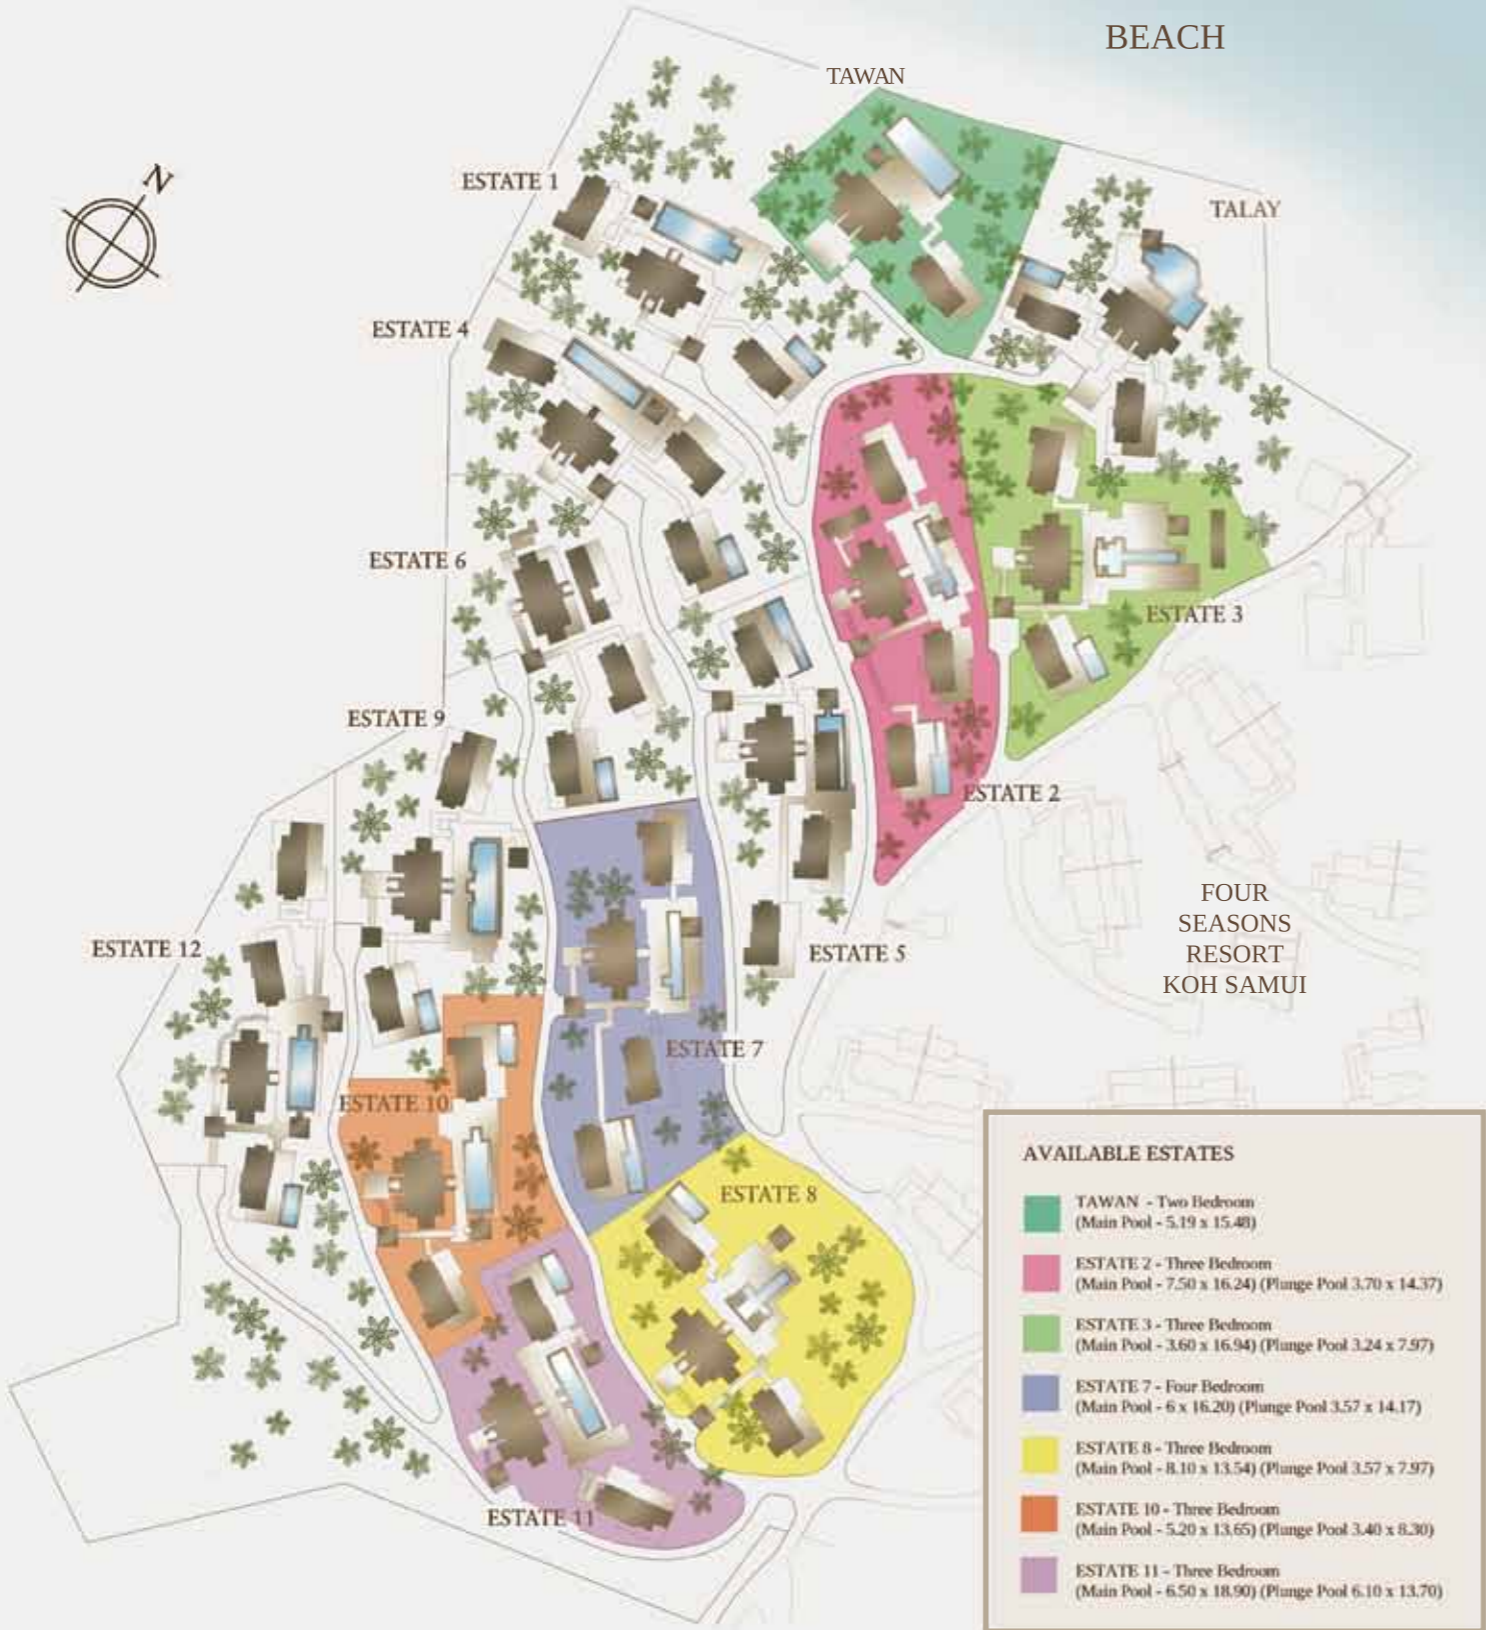 BEACH
TAWAN
N
ESTATE 1
TALAY
ESTATE 4
ESTATE 6
ESTATE 3
ESTATE 9
ESTATE 2
FOUR
SEASONS
RESORT
KOH SAMUI
ESTATE 12
ESTATE 5
ESTATE 7
ESTATE 10
ESTATE 8
ESTATE 11
AVAILABLE ESTATES
TAWAN - Two Bedroom
(Main Pool - 5.19 x 15.48)
ESTATE 2 - Three Bedroom
(Main Pool - 7.50 x 16.24) (Plunge Pool 3.70 x 14.37)
ESTATE 3 - Three Bedroom
(Main Pool - 3.60 x 16.94) (Plunge Pool 3.24 x 7.97)
ESTATE 7 - Four Bedroom
(Main Pool - 6 x 16.20) (Plunge Pool 3.57 x 14.17)
ESTATE 8 - Three Bedroom
(Main Pool - 8.10 x 13.54) (Plunge Pool 3.57 x 7.97)
ESTATE 10 - Three Bedroom
(Main Pool - 5.20 x 13.65) (Plunge Pool 3.40 x 8.30)
ESTATE 11 - Three Bedroom
(Main Pool - 6.50 x 18.90) (Plunge Pool 6.10 x 13.70)